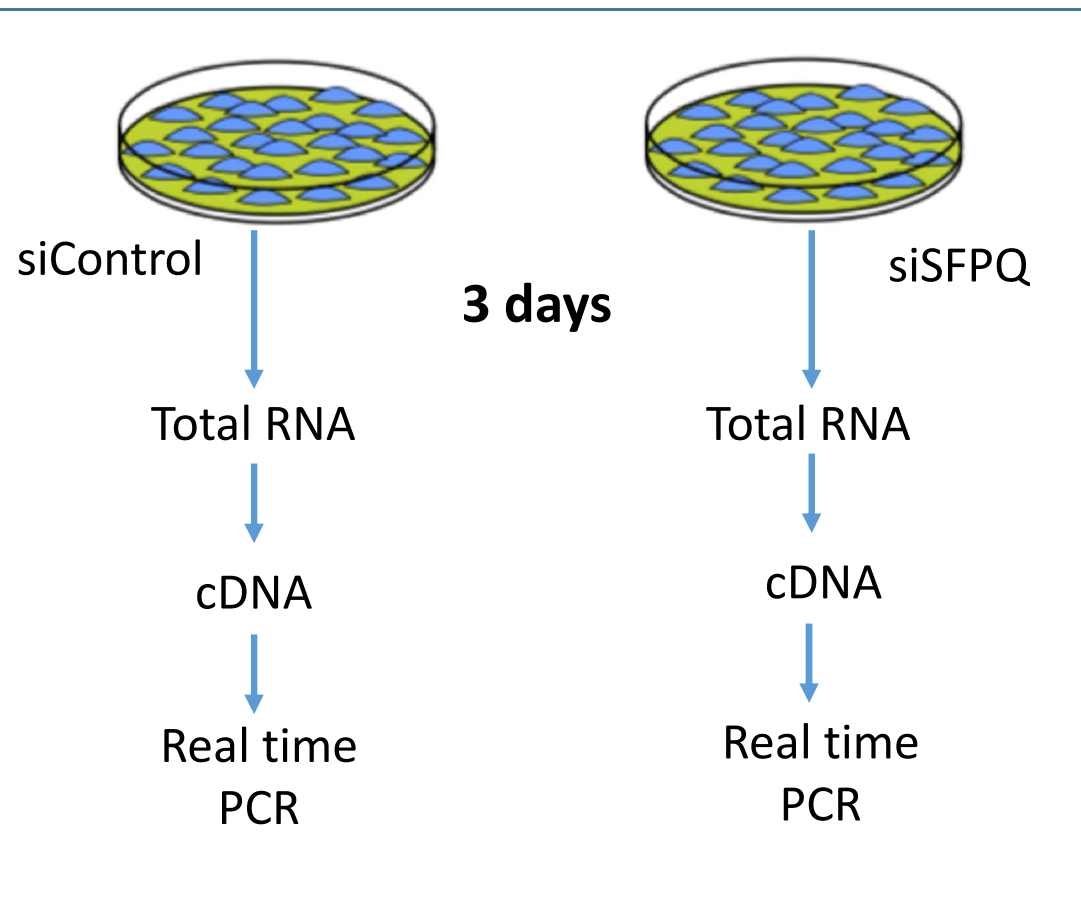 siControl
siSFPQ
3 days
Total RNA
Total RNA
cDNA
cDNA
Real time
PCR
Real time
PCR